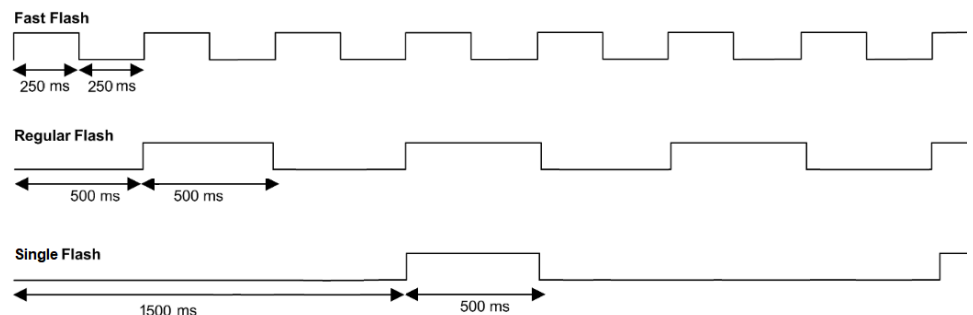 Fast Flash
250 ms 250 ms
Regular Flash
500 ms 500 ms
Single Flash
1500 ms 500 ms